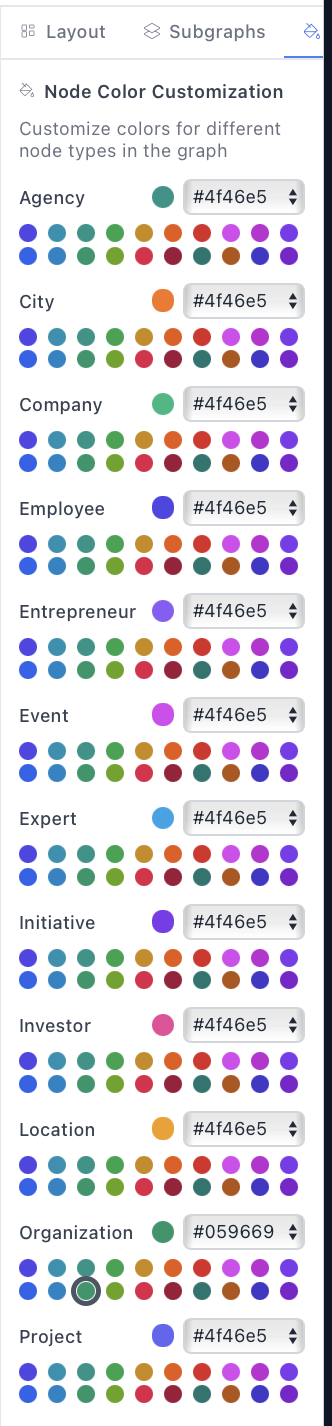 Layout Subgraphs
Node Color Customization
Customize colors for different
node types in the graph
Agency #4f46e5
City #4f46e5
Company #4f46e5
Employee #4f46e5
Entrepreneur #4f46e5
Event #4f46e5
Expert #4f46e5
Initiative #4f46e5
Investor #4f46e5
Location #4f46e5
Organization #059669
Project #4f46e5